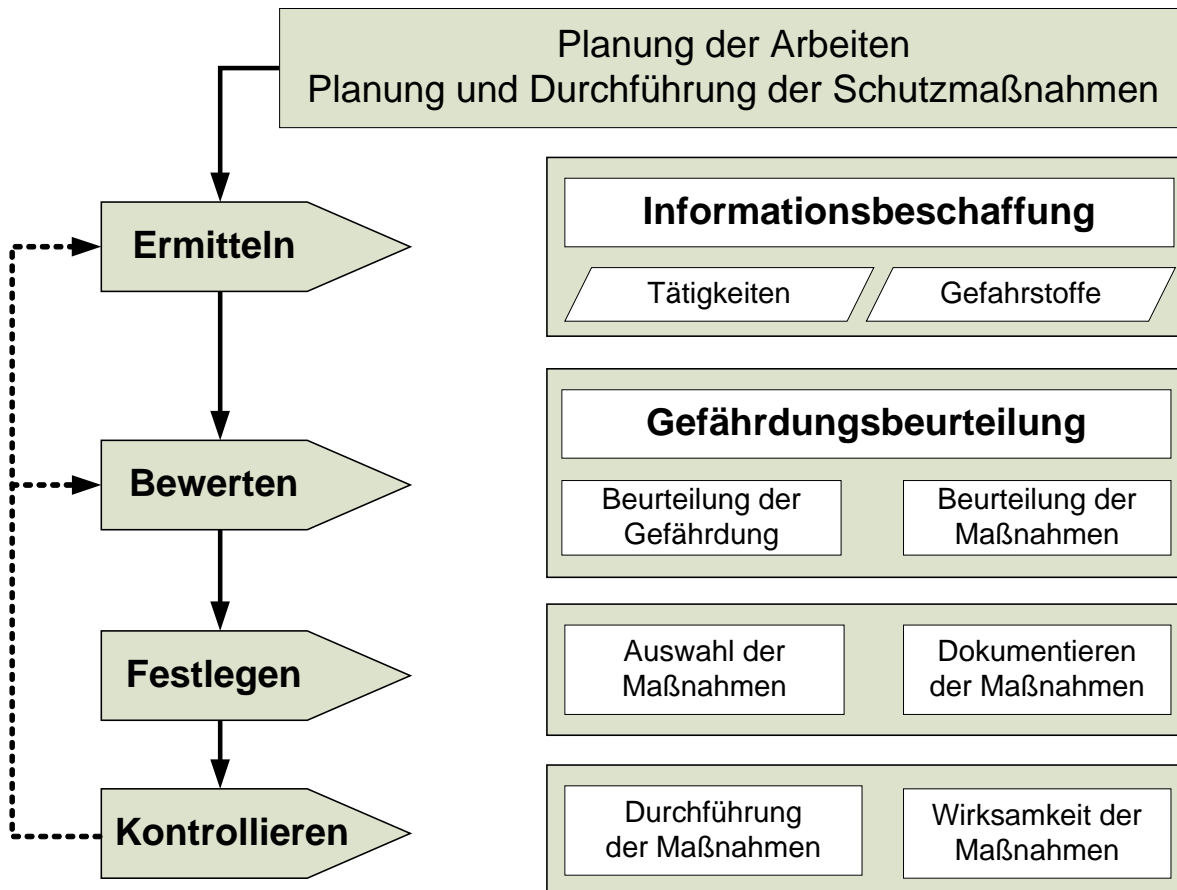 Planung der Arbeiten
Planung und Durchführung der Schutzmaßnahmen
Ermitteln
Informationsbeschaffung
Tätigkeiten
Gefahrstoffe
Bewerten
Gefährdungsbeurteilung
Beurteilung der
Gefährdung
Beurteilung der
Maßnahmen
Festlegen
Auswahl der
Maßnahmen
Dokumentieren
der Maßnahmen
Kontrollieren
Durchführung
der Maßnahmen
Wirksamkeit der
Maßnahmen